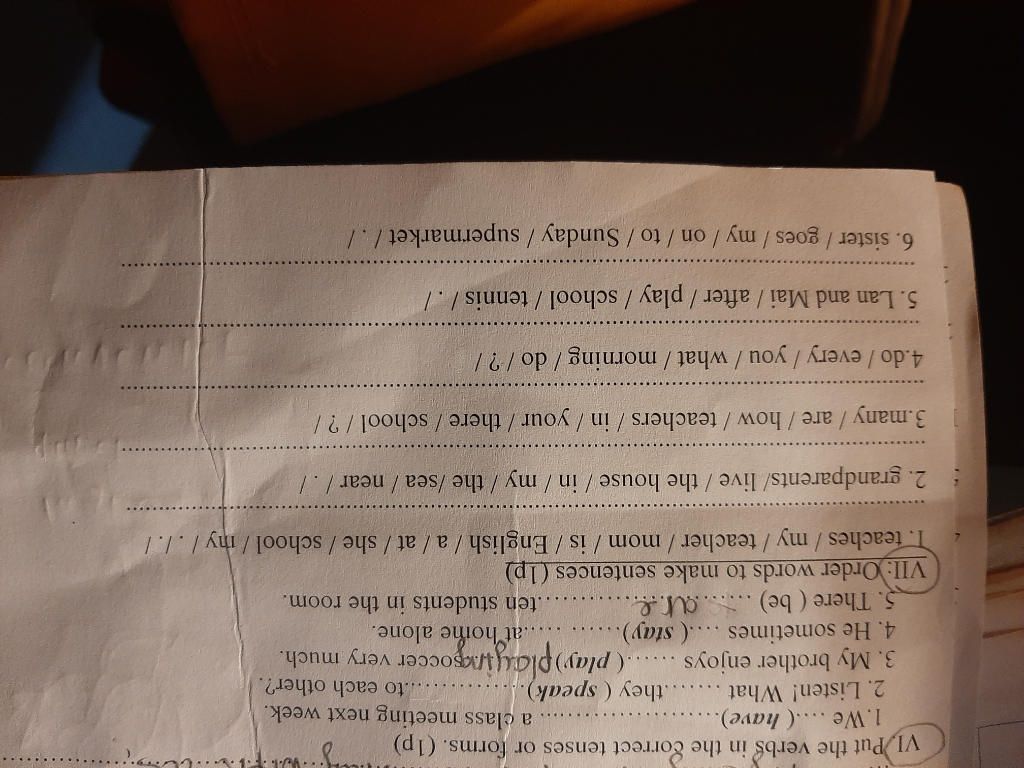 VI/ Put the verbs in the correct tenses or forms. (1p)
1. We ....( have)..................... a class meeting next week.
2. Listen! What .......they ( speak)...............to each other?.
3. My brother enjoys ......( play) playing soccer very much.
4. He sometimes ....( stay)............. at home alone.
5. There ( be) ..........are..........ten students in the room.
VII: Order words to make sentences (1p)
1. teaches / my / teacher / mom / is / English / a / at / she / school / my / . /. /
2. grandparents/ live / the house / in / my / the /sea / near / . /
3.many / are / how / teachers / in / your / there / school / ? /
4.do / every / you / what / morning / do / ? /
5. Lan and Mai / after / play / school / tennis / . /
6. sister / goes / my / on / to / Sunday / supermarket / . /